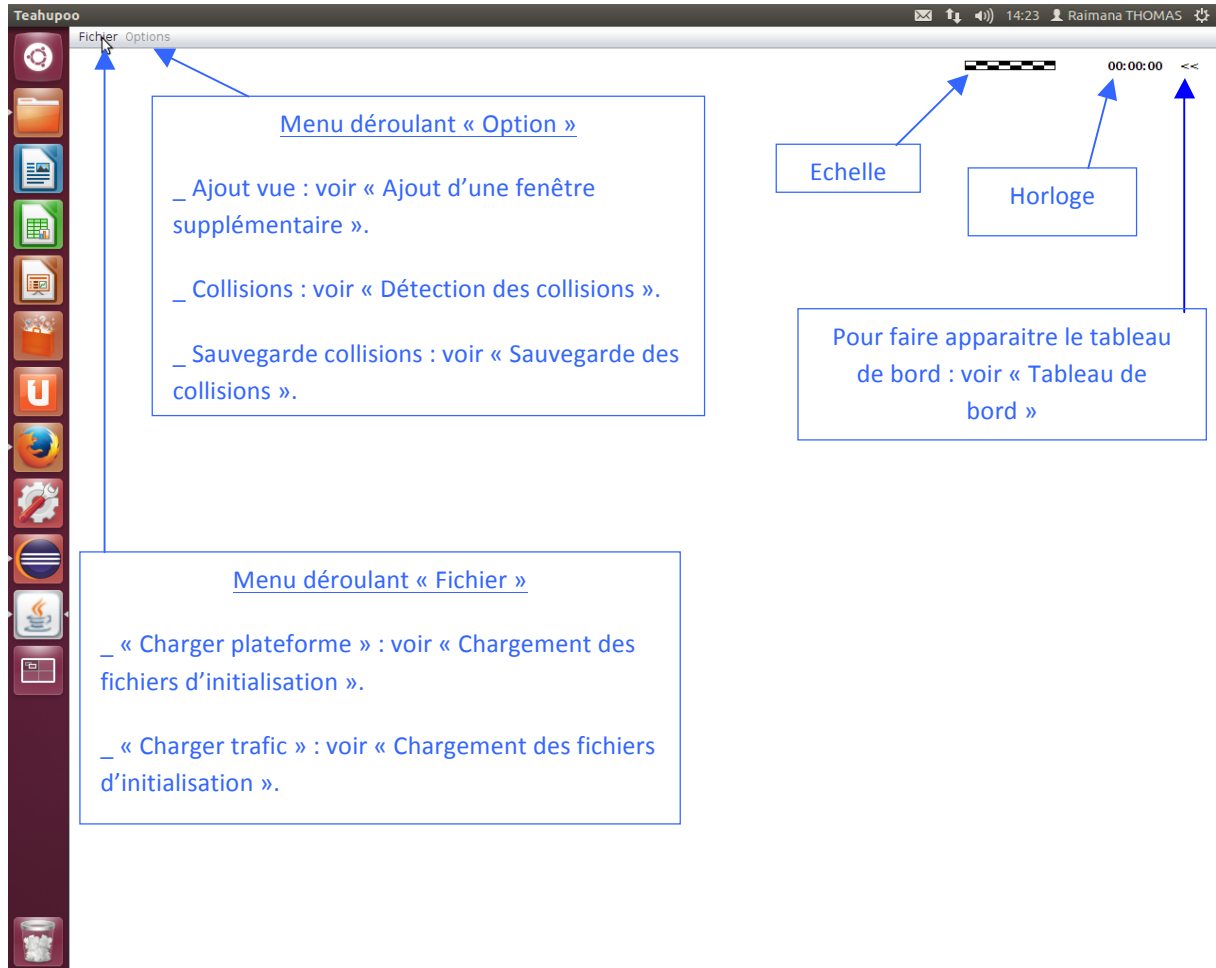 Teahupoo
14:23 Raimana THOMAS
Fichier Options
00:00:00 <<
Menu déroulant « Option »
_ Ajout vue : voir « Ajout d'une fenêtre
supplémentaire ».
_ Collisions : voir « Détection des collisions ».
_ Sauvegarde collisions : voir « Sauvegarde des
collisions ».
Echelle
Horloge
Pour faire apparaitre le tableau
de bord : voir « Tableau de
bord »
Menu déroulant « Fichier »
_ « Charger plateforme » : voir « Chargement des
fichiers d'initialisation ».
_ « Charger trafic » : voir « Chargement des fichiers
d'initialisation ».